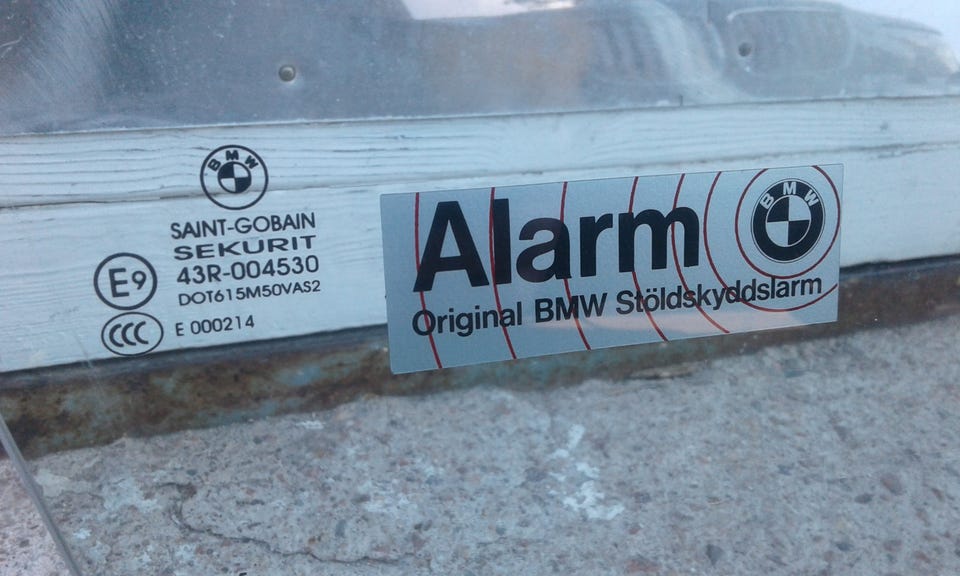 BMW
SAINT-GOBAIN
SEKURIT
E9
43R-004530
DOT615M50VAS2
CCC
E 000214
Alarm
BMW
Original BMW Stöldskyddslarm